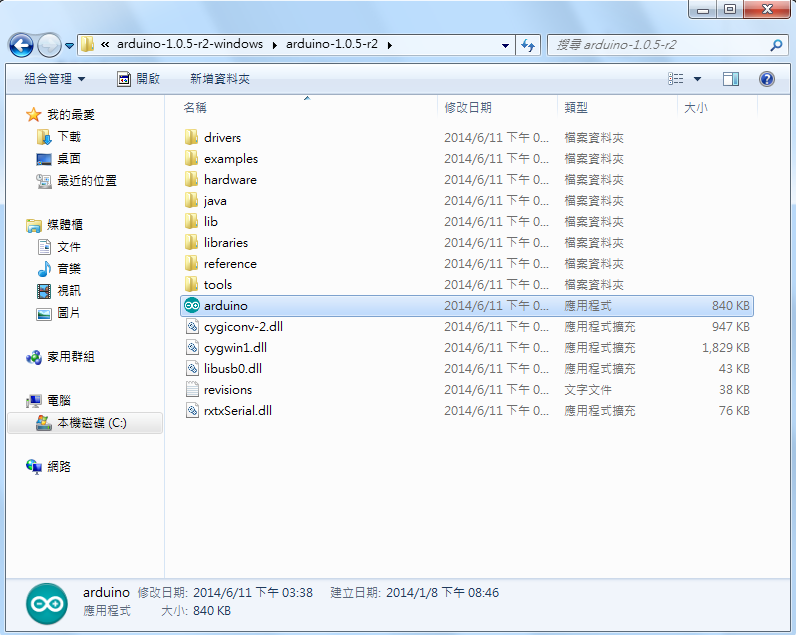 « arduino-1.0.5-r2-windows ▸ arduino-1.0.5-r2 ▸ 搜尋 arduino-1.0.5-r2
組合管理 開啟 新增資料夾
我的最愛
下載
桌面
最近的位置
媒體櫃
文件
音樂
視訊
圖片
家用群組
電腦
本機磁碟 (C:)
網路
名稱 修改日期 類型 大小
drivers 2014/6/11 下午 0... 檔案資料夾
examples 2014/6/11 下午 0... 檔案資料夾
hardware 2014/6/11 下午 0... 檔案資料夾
java 2014/6/11 下午 0... 檔案資料夾
lib 2014/6/11 下午 0... 檔案資料夾
libraries 2014/6/11 下午 0... 檔案資料夾
reference 2014/6/11 下午 0... 檔案資料夾
tools 2014/6/11 下午 0... 檔案資料夾
arduino 2014/6/11 下午 0... 應用程式 840 KB
cygiconv-2.dll 2014/6/11 下午 0... 應用程式擴充 947 KB
cygwin1.dll 2014/6/11 下午 0... 應用程式擴充 1,829 KB
libusb0.dll 2014/6/11 下午 0... 應用程式擴充 43 KB
revisions 2014/6/11 下午 0... 文字文件 38 KB
rxtxSerial.dll 2014/6/11 下午 0... 應用程式擴充 76 KB
arduino 修改日期: 2014/6/11 下午 03:38 建立日期: 2014/1/8 下午 08:46
應用程式 大小: 840 KB